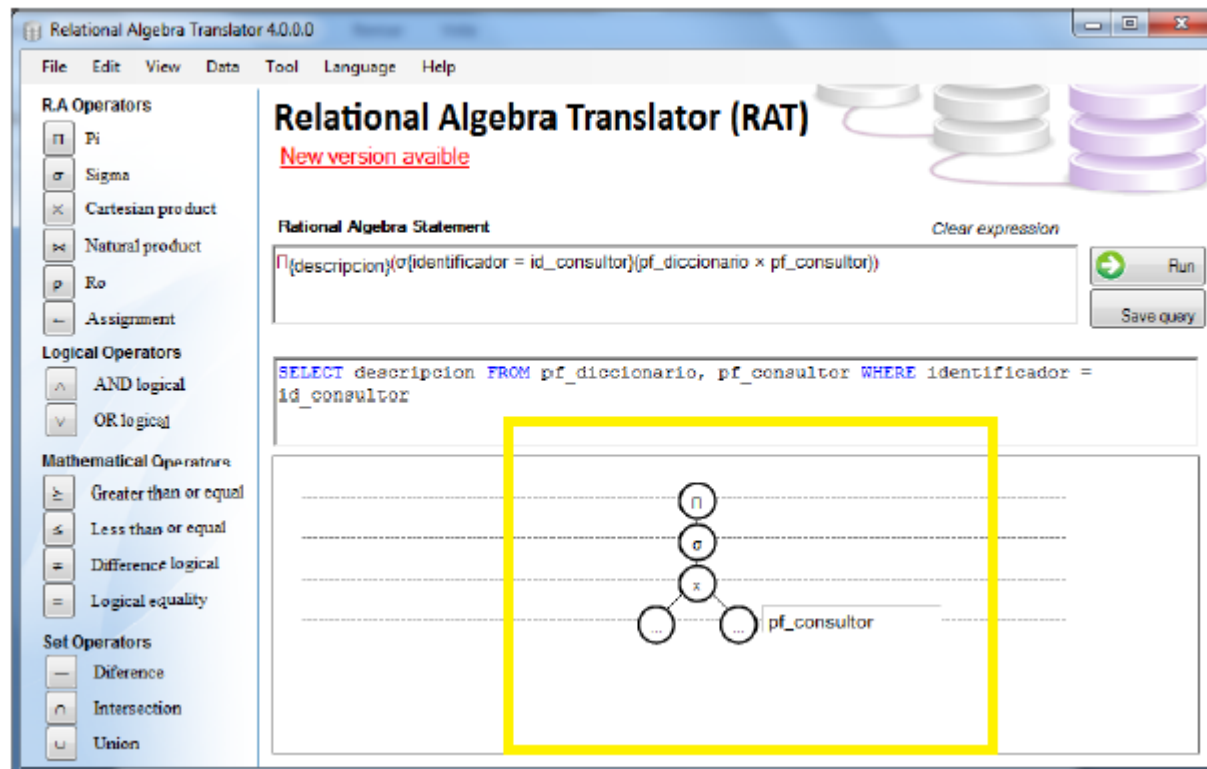 Relational Algebra Translator 4.0.0.0
File Edit View Data Tool Language Help
R.A Operators
Π Pi
σ Sigma
× Cartesian product
⋈ Natural product
ρ Ro
← Assignment
Logical Operators
∧ AND logical
∨ OR logical
Mathematical Operators
≥ Greater than or equal
≤ Less than or equal
≠ Difference logical
= Logical equality
Set Operators
— Diference
∩ Intersection
∪ Union
Relational Algebra Translator (RAT)
New version avaible
Rational Algebra Statement Clear expression
Π{descripcion}(σ{identificador = id_consultor}(pf_diccionario × pf_consultor))
Run
Save query
SELECT descripcion FROM pf_diccionario, pf_consultor WHERE identificador =
id_consultor
Π
σ
x
... ... pf_consultor